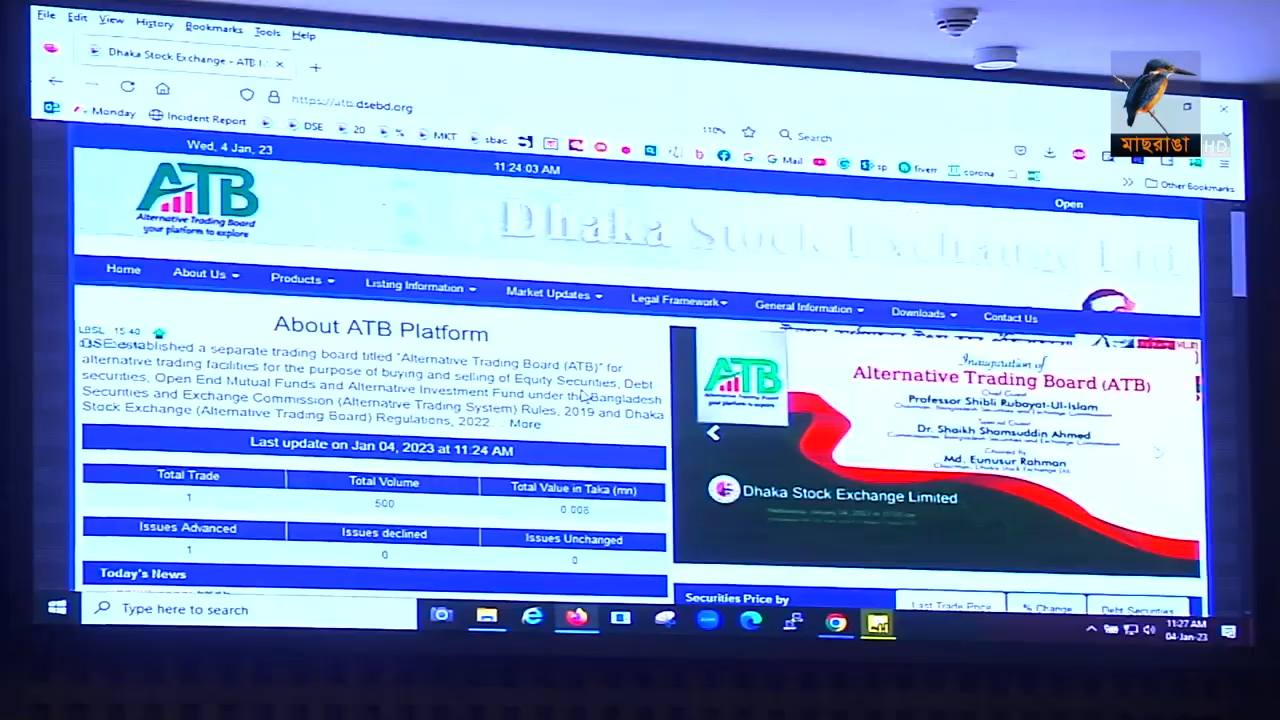 File Edit View History Bookmarks Tools Help
Dhaka Stock Exchange - ATB
https://atb.dsebd.org
110%
Search
Monday Incident Report DSE 20 % MKT sbac
G Mail sp fiverr corona
Other Bookmarks
মাছরাঙা HD
Wed, 4 Jan, 23
11:24:03 AM
Open
ATB
Alternative Trading Board
your platform to explore
Dhaka Stock Exchange Ltd
Home About Us Products Listing Information Market Updates Legal Framework General Information Downloads Contact Us
LBSL 15.40
About ATB Platform
DSE established a separate trading board titled "Alternative Trading Board (ATB)" for
alternative trading facilities for the purpose of buying and selling of Equity Securities, Debt
securities, Open End Mutual Funds and Alternative Investment Fund under the Bangladesh
Securities and Exchange Commission (Alternative Trading System) Rules, 2019 and Dhaka
Stock Exchange (Alternative Trading Board) Regulations, 2022. ... More
Last update on Jan 04, 2023 at 11:24 AM
Total Trade Total Volume Total Value in Taka (mn)
1 500 0.008
Issues Advanced Issues declined Issues Unchanged
1 0 0
Today's News
ATB
your platform to explore
Inauguration of
Alternative Trading Board (ATB)
Chief Guest
Professor Shibli Rubayat-Ul-Islam
Special Guest
Dr. Shaikh Shamsuddin Ahmed
Md. Eunusur Rahman
Dhaka Stock Exchange Limited
Securities Price by
Last Trade Price % Change Debt Securities
Type here to search
11:27 AM
04-Jan-23